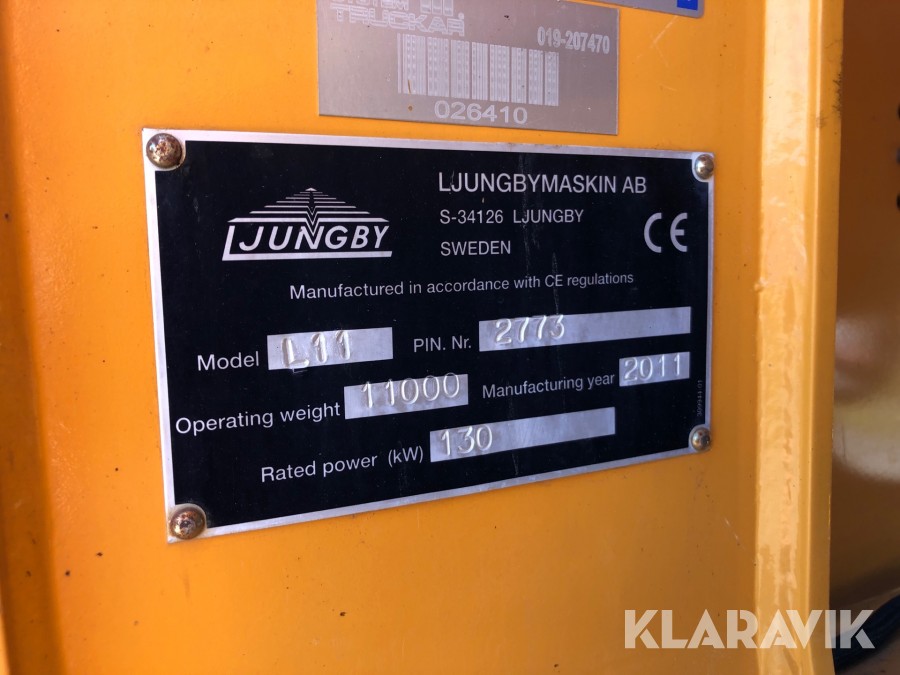 TRUCKAR
019-207470
026410
LJUNGBY
LJUNGBYMASKIN AB
S-34126 LJUNGBY
SWEDEN
CE
Manufactured in accordance with CE regulations
Model L11 PIN. Nr. 2773
Operating weight 11000 Manufacturing year 2011
Rated power (kW) 130
KLARAVIK